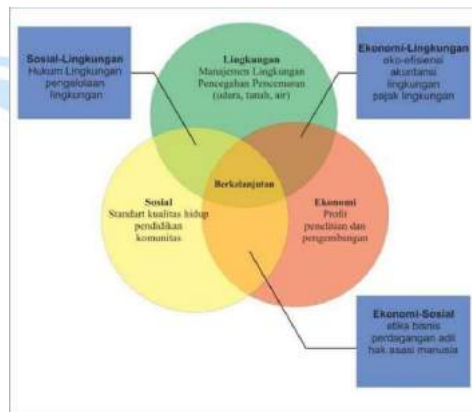 Sosial-Lingkungan
Hukum Lingkungan
pengelolaan
lingkungan
Lingkungan
Manajemen Lingkungan
Pencegahan Pencemaran
(udara, tanah, air)
Ekonomi-Lingkungan
eko-efisiensi
akuntansi
lingkungan
pajak lingkungan
Berkelanjutan
Sosial
Standart kualitas hidup
pendidikan
komunitas
Ekonomi
Profit
penelitian dan
pengembangan
Ekonomi-Sosial
etika bisnis
perdagangan adil
hak asasi manusia